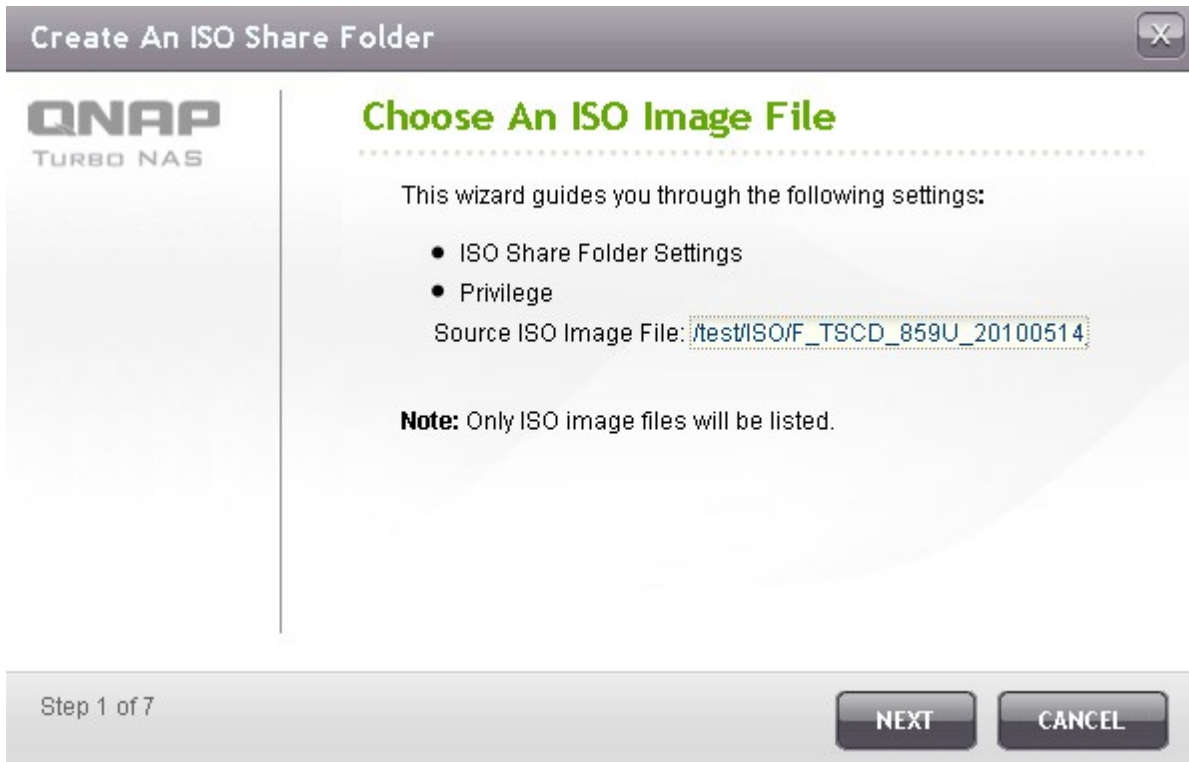 Create An ISO Share Folder
X
QNAP
TURBO NAS
Choose An ISO Image File
This wizard guides you through the following settings:
• ISO Share Folder Settings
• Privilege
Source ISO Image File: /test/ISO/F_TSCD_859U_20100514
Note: Only ISO image files will be listed.
Step 1 of 7
NEXT
CANCEL